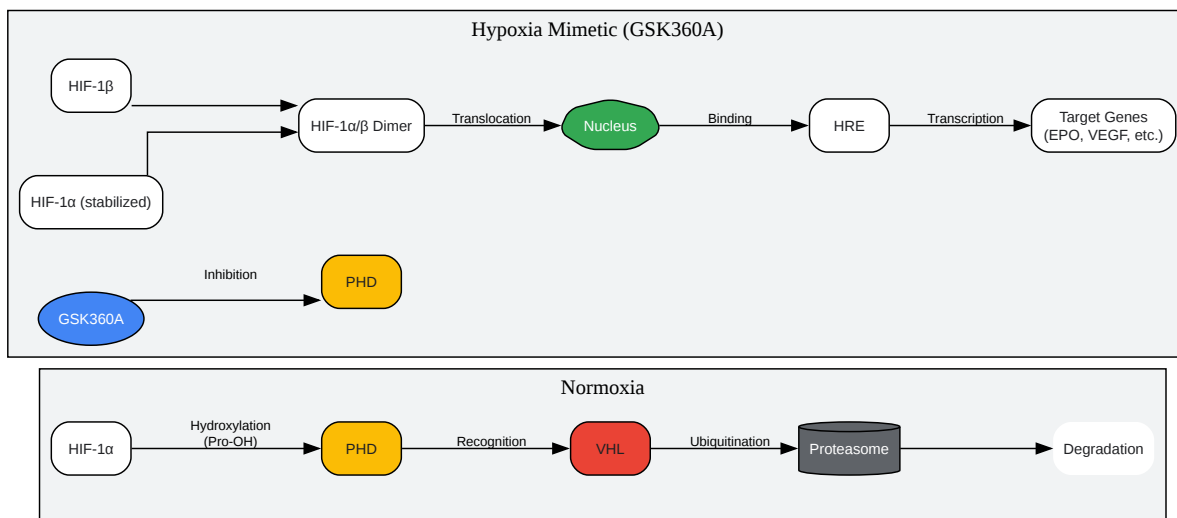 Hypoxia Mimetic (GSK360A)
HIF-1β
HIF-1α/β Dimer
Translocation
Nucleus
Binding
HRE
Transcription
Target Genes
(EPO, VEGF, etc.)
HIF-1α (stabilized)
Inhibition
PHD
GSK360A
Normoxia
HIF-1α
Hydroxylation
(Pro-OH)
PHD
Recognition
VHL
Ubiquitination
Proteasome
Degradation